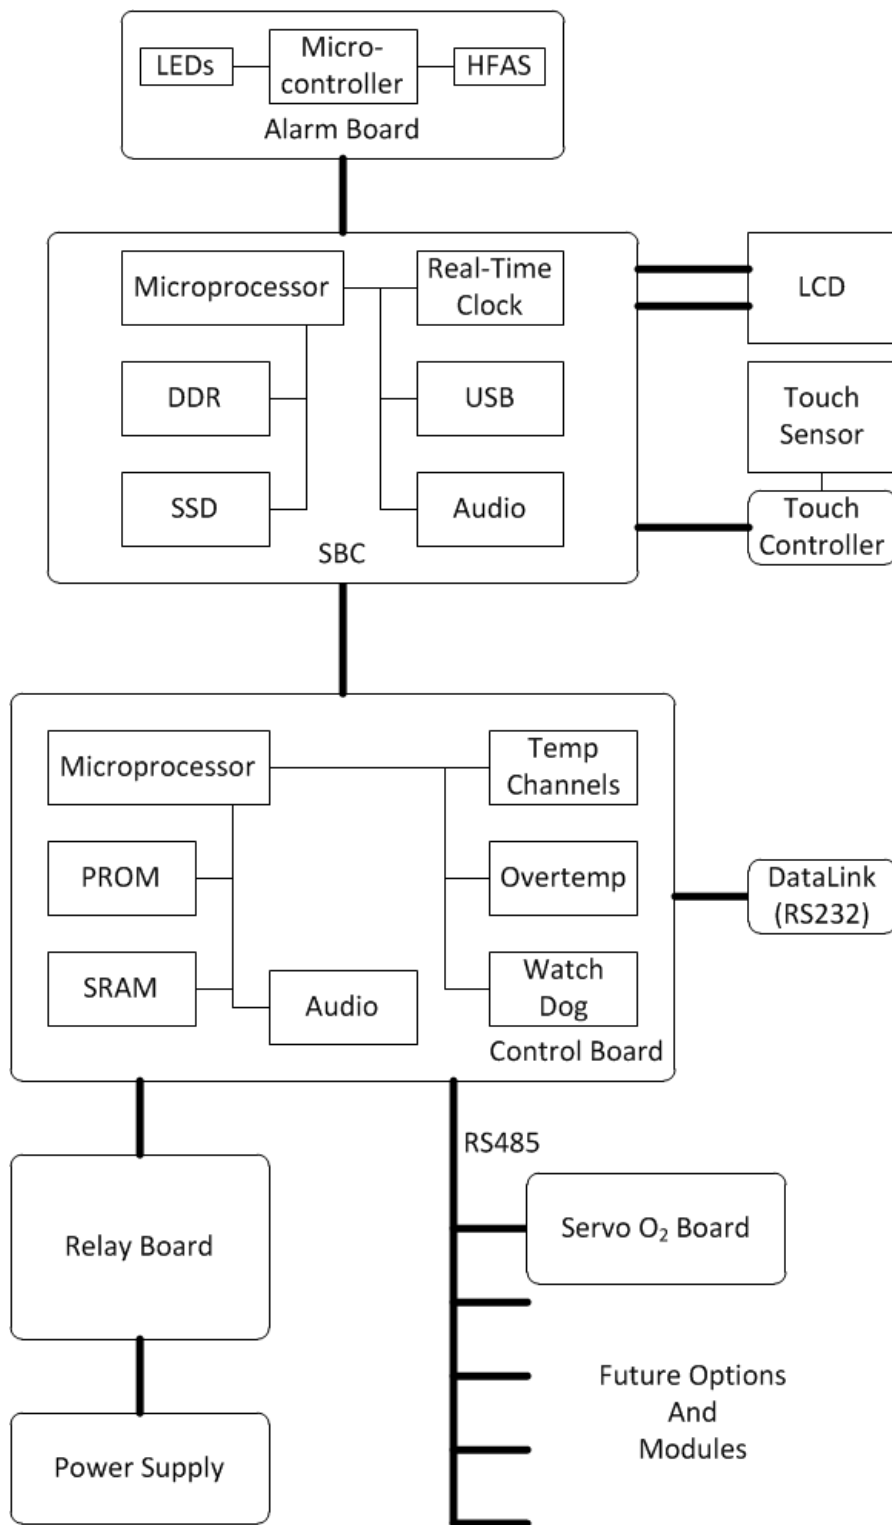 LEDs
Micro-
controller
HFAS
Alarm Board
Microprocessor
Real-Time
Clock
LCD
DDR
USB
Touch
Sensor
SSD
Audio
Touch
Controller
SBC
Microprocessor
Temp
Channels
PROM
Overtemp
DataLink
(RS232)
SRAM
Audio
Watch
Dog
Control Board
RS485
Relay Board
Servo O₂ Board
Future Options
And
Modules
Power Supply